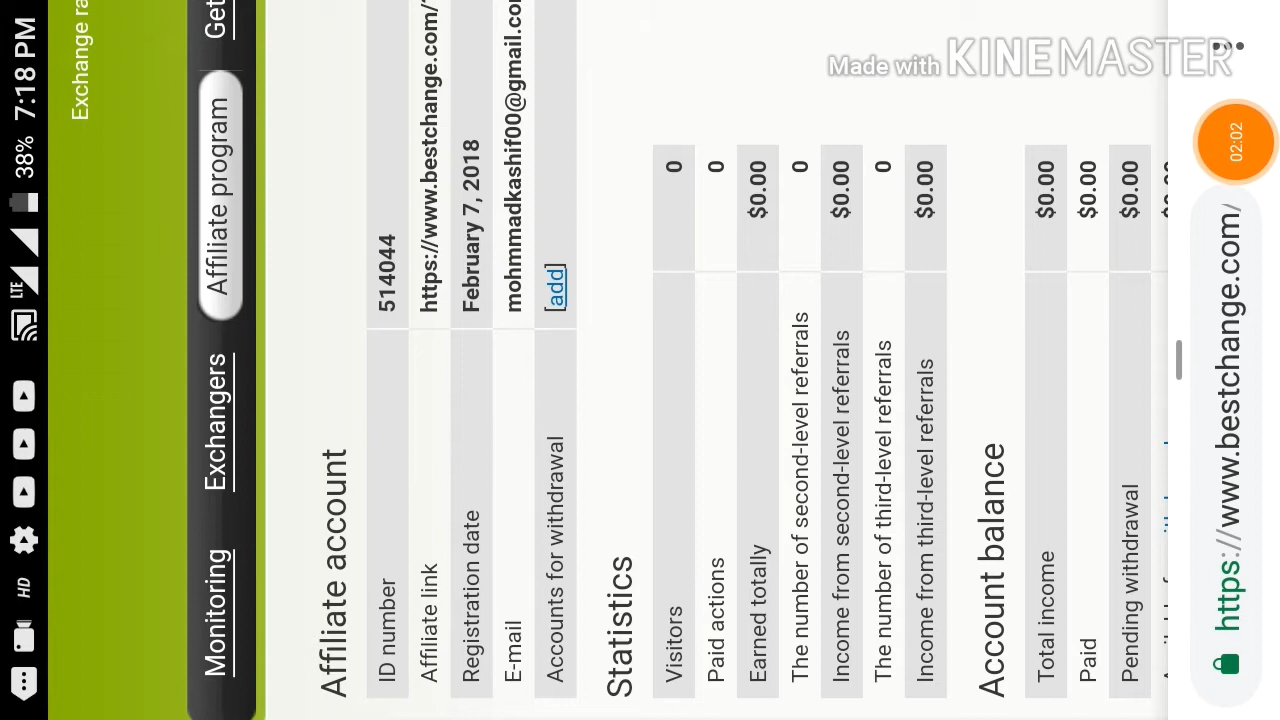 38% 7:18 PM
LTE
HD
Exchange ra
Monitoring Exchangers Affiliate program Get
Affiliate account
ID number 514044
Affiliate link https://www.bestchange.com/
Registration date February 7, 2018
E-mail mohmmadkashif00@gmail.co
Accounts for withdrawal [add]
Statistics
Visitors 0
Paid actions 0
Earned totally $0.00
The number of second-level referrals 0
Income from second-level referrals $0.00
The number of third-level referrals 0
Income from third-level referrals $0.00
Account balance
Total income $0.00
Paid $0.00
Pending withdrawal $0.00
https://www.bestchange.com/
02:02
Made with KINEMASTER